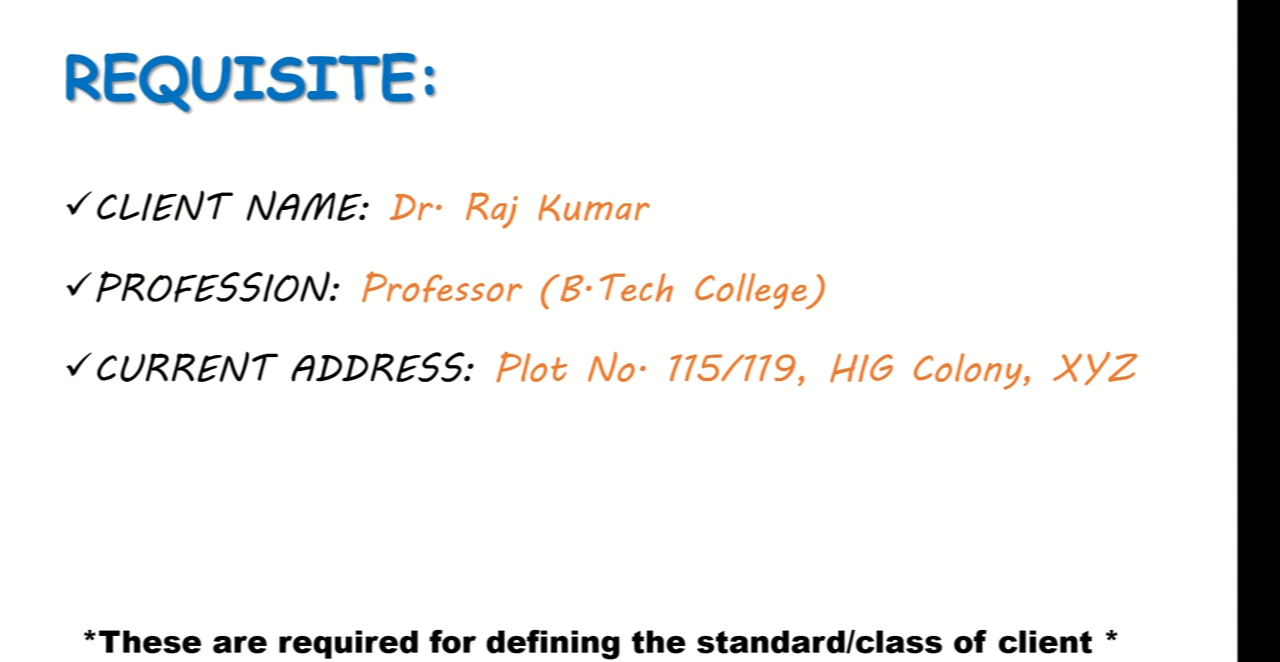 REQUISITE:
✓CLIENT NAME: Dr. Raj Kumar
✓PROFESSION: Professor (B.Tech College)
✓CURRENT ADDRESS: Plot No. 115/119, HIG Colony, XYZ
*These are required for defining the standard/class of client *